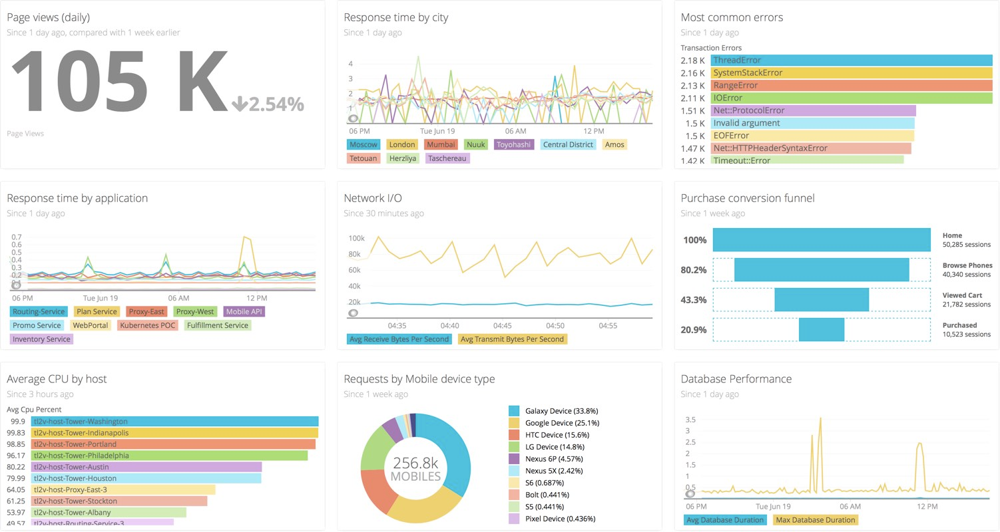 Page views (daily)
Since 1 day ago, compared with 1 week earlier
105 K
2.54%
Page Views
Response time by city
Since 1 day ago
4
3
2
1
06 PM Tue Jun 19 06 AM 12 PM
Moscow London Mumbai Nuuk Toyohashi Central District Amos
Tetouan Herzliya Taschereau
Most common errors
Since 1 day ago
Transaction Errors
2.18 K ThreadError
2.16 K SystemStackError
2.13 K RangeError
2.11 K IOError
1.51 K Net::ProtocolError
1.5 K Invalid argument
1.5 K EOFError
1.47 K Net::HTTPHeaderSyntaxError
1.42 K Timeout::Error
Response time by application
Since 1 day ago
0.7
0.6
0.5
0.4
0.3
0.2
0.1
06 PM Tue Jun 19 06 AM 12 PM
Routing-Service Plan Service Proxy-East Proxy-West Mobile API
Promo Service WebPortal Kubernetes POC Fulfillment Service
Inventory Service
Network I/O
Since 30 minutes ago
100k
80k
60k
40k
20k
04:35 04:40 04:45 04:50 04:55
Avg Receive Bytes Per Second Avg Transmit Bytes Per Second
Purchase conversion funnel
Since 1 week ago
100% Home
50,285 sessions
80.2% Browse Phones
40,340 sessions
43.3% Viewed Cart
21,782 sessions
20.9% Purchased
10,523 sessions
Average CPU by host
Since 3 hours ago
Avg Cpu Percent
99.9 tl2v-host-Tower-Washington
99.83 tl2v-host-Tower-Indianapolis
98.85 tl2v-host-Tower-Portland
96.17 tl2v-host-Tower-Philadelphia
80.22 tl2v-host-Tower-Austin
79.99 tl2v-host-Tower-Houston
64.05 tl2v-host-Proxy-East-3
61.25 tl2v-host-Tower-Stockton
53.97 tl2v-host-Tower-Albany
49.57 tl2v-host-Routing-Service-3
Requests by Mobile device type
Since 1 week ago
256.8k
MOBILES
Galaxy Device (33.8%)
Google Device (25.1%)
HTC Device (15.6%)
LG Device (14.8%)
Nexus 6P (4.57%)
Nexus 5X (2.42%)
S6 (0.687%)
Bolt (0.441%)
S5 (0.441%)
Pixel Device (0.436%)
Database Performance
Since 1 day ago
3.5
3
2.5
2
1.5
1
0.5
06 PM Tue Jun 19 06 AM 12 PM
Avg Database Duration Max Database Duration